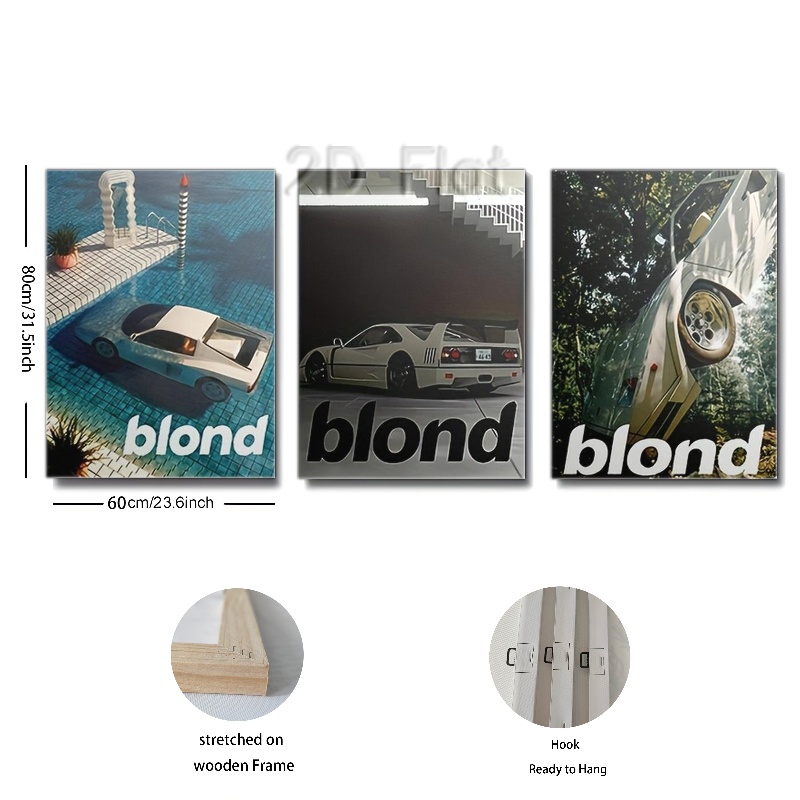 2D Flat
80cm/31.5inch
blond
blond
blond
60cm/23.6inch
stretched on
wooden Frame
Hook
Ready to Hang